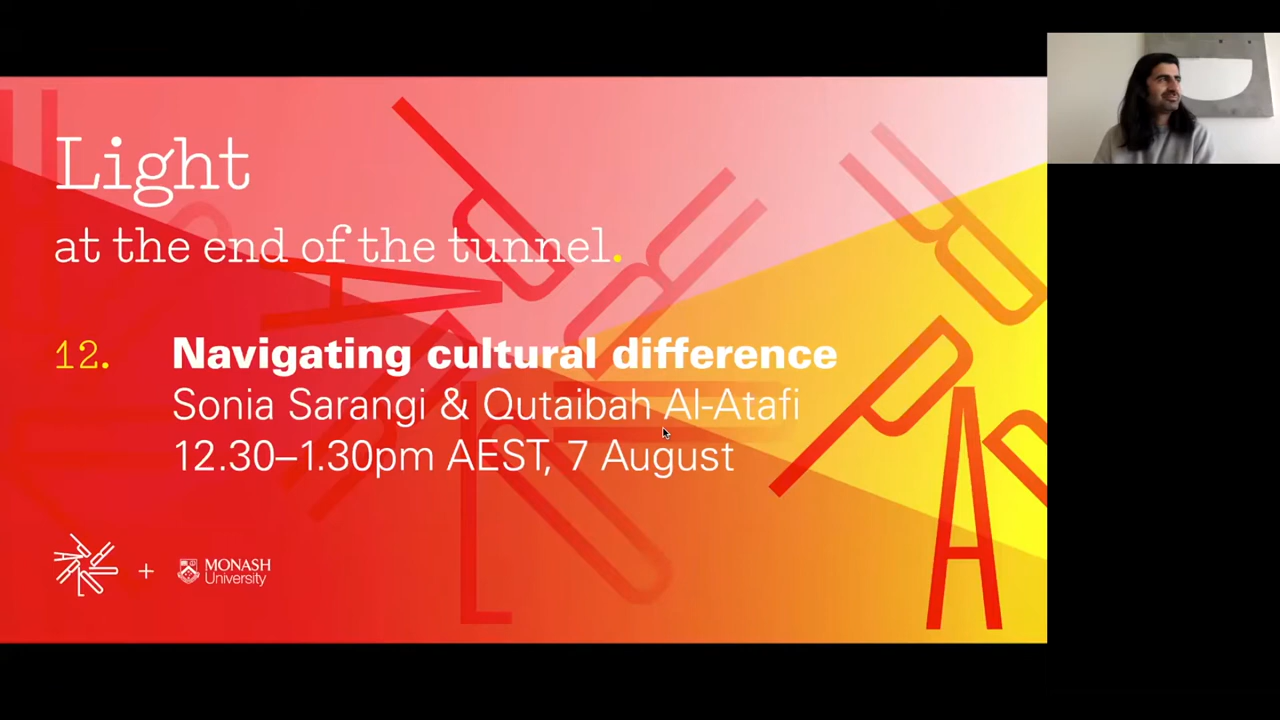 Light
at the end of the tunnel.
12. Navigating cultural difference
Sonia Sarangi & Qutaibah Al-Atafi
12.30–1.30pm AEST, 7 August
+ MONASH
University